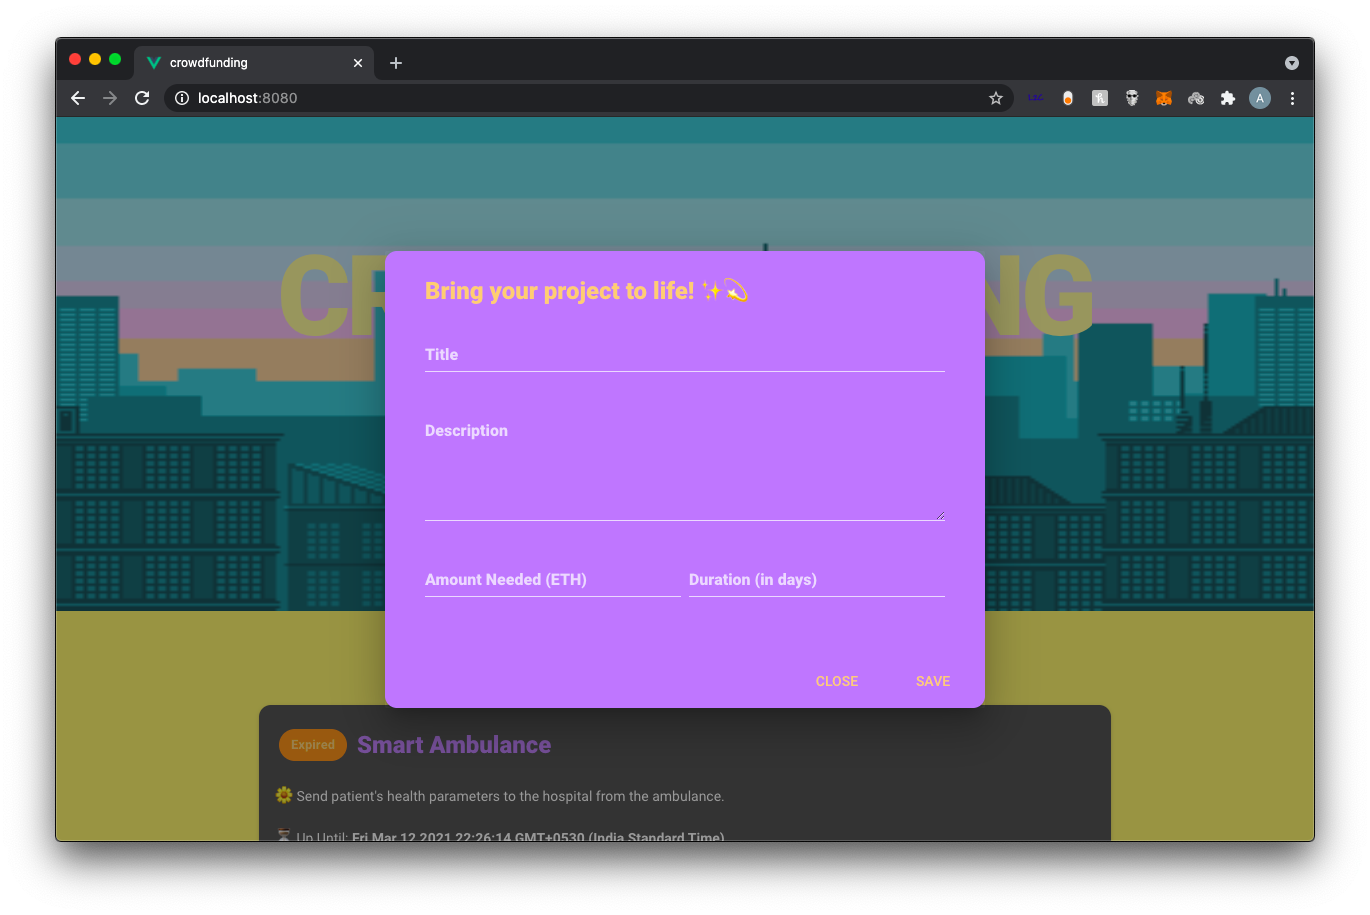 crowdfunding
localhost:8080
A
CR NG
Bring your project to life! ✨💫
Title
Description
Amount Needed (ETH) Duration (in days)
CLOSE SAVE
Expired Smart Ambulance
🌼 Send patient's health parameters to the hospital from the ambulance.
⏳ Up Until: Fri Mar 12 2021 22:26:14 GMT+0530 (India Standard Time)